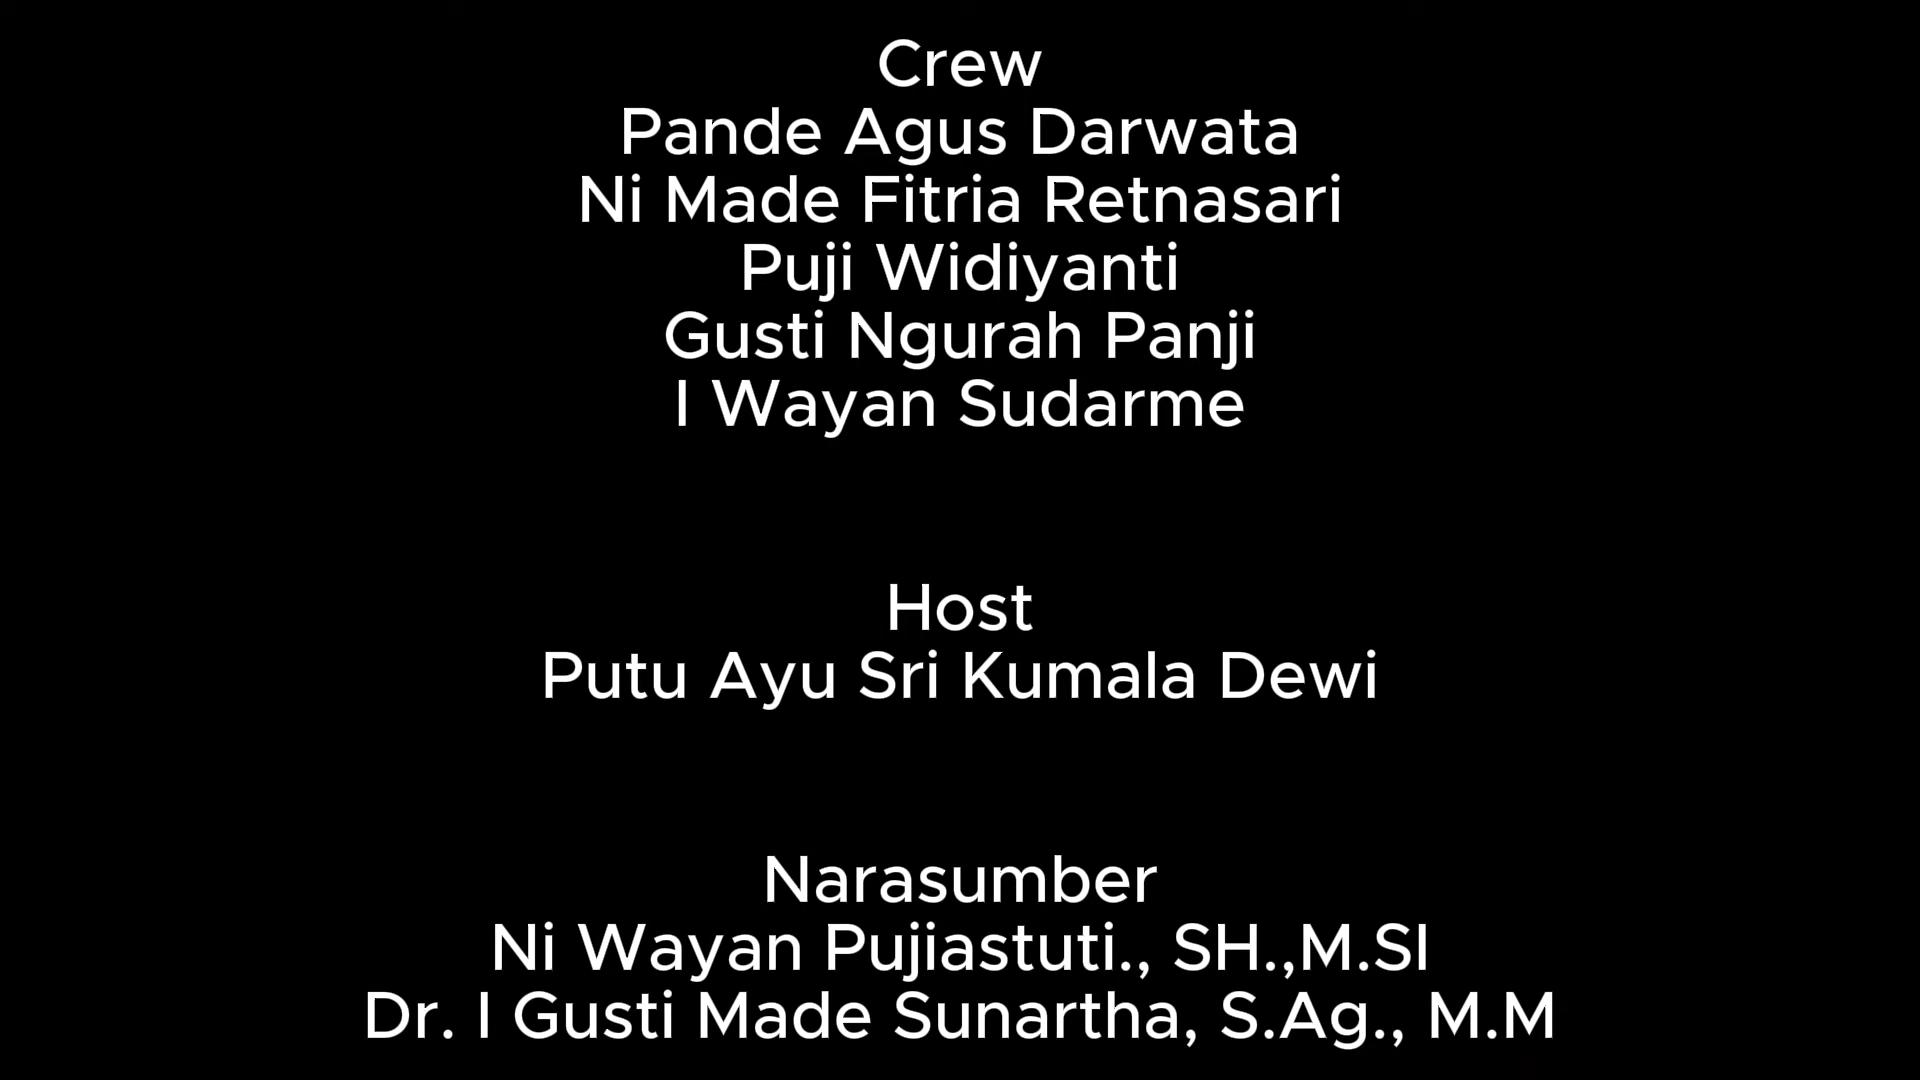 Crew
Pande Agus Darwata
Ni Made Fitria Retnasari
Puji Widiyanti
Gusti Ngurah Panji
I Wayan Sudarme
Host
Putu Ayu Sri Kumala Dewi
Narasumber
Ni Wayan Pujiastuti., SH.,M.SI
Dr. I Gusti Made Sunartha, S.Ag., M.M